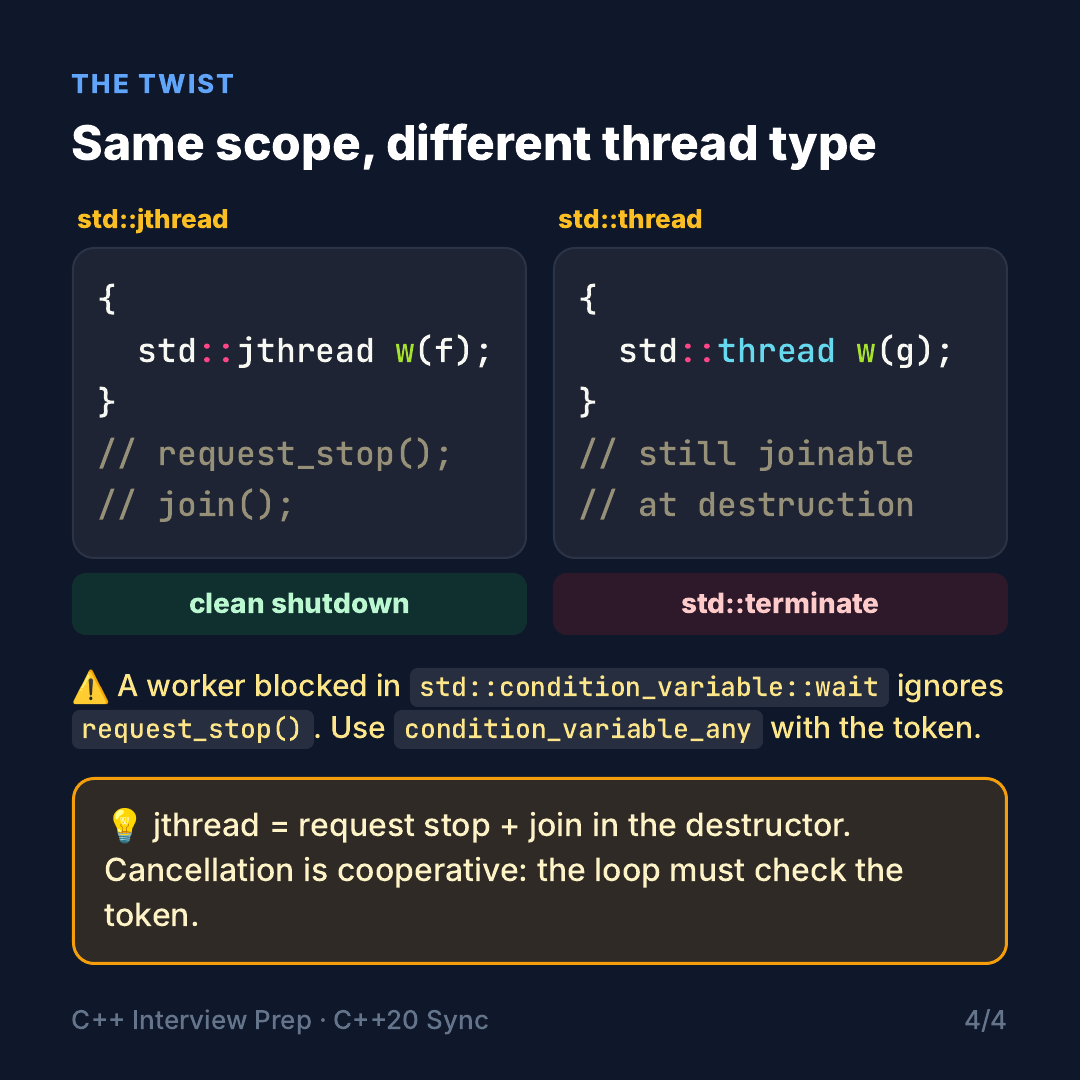 THE TWIST
Same scope, different thread type
std::jthread
{
  std::jthread w(f);
}
// request_stop();
// join();
clean shutdown
std::thread
{
  std::thread w(g);
}
// still joinable
// at destruction
std::terminate
⚠️ A worker blocked in std::condition_variable::wait ignores
request_stop(). Use condition_variable_any with the token.
💡 jthread = request stop + join in the destructor.
Cancellation is cooperative: the loop must check the
token.
C++ Interview Prep · C++20 Sync
4/4